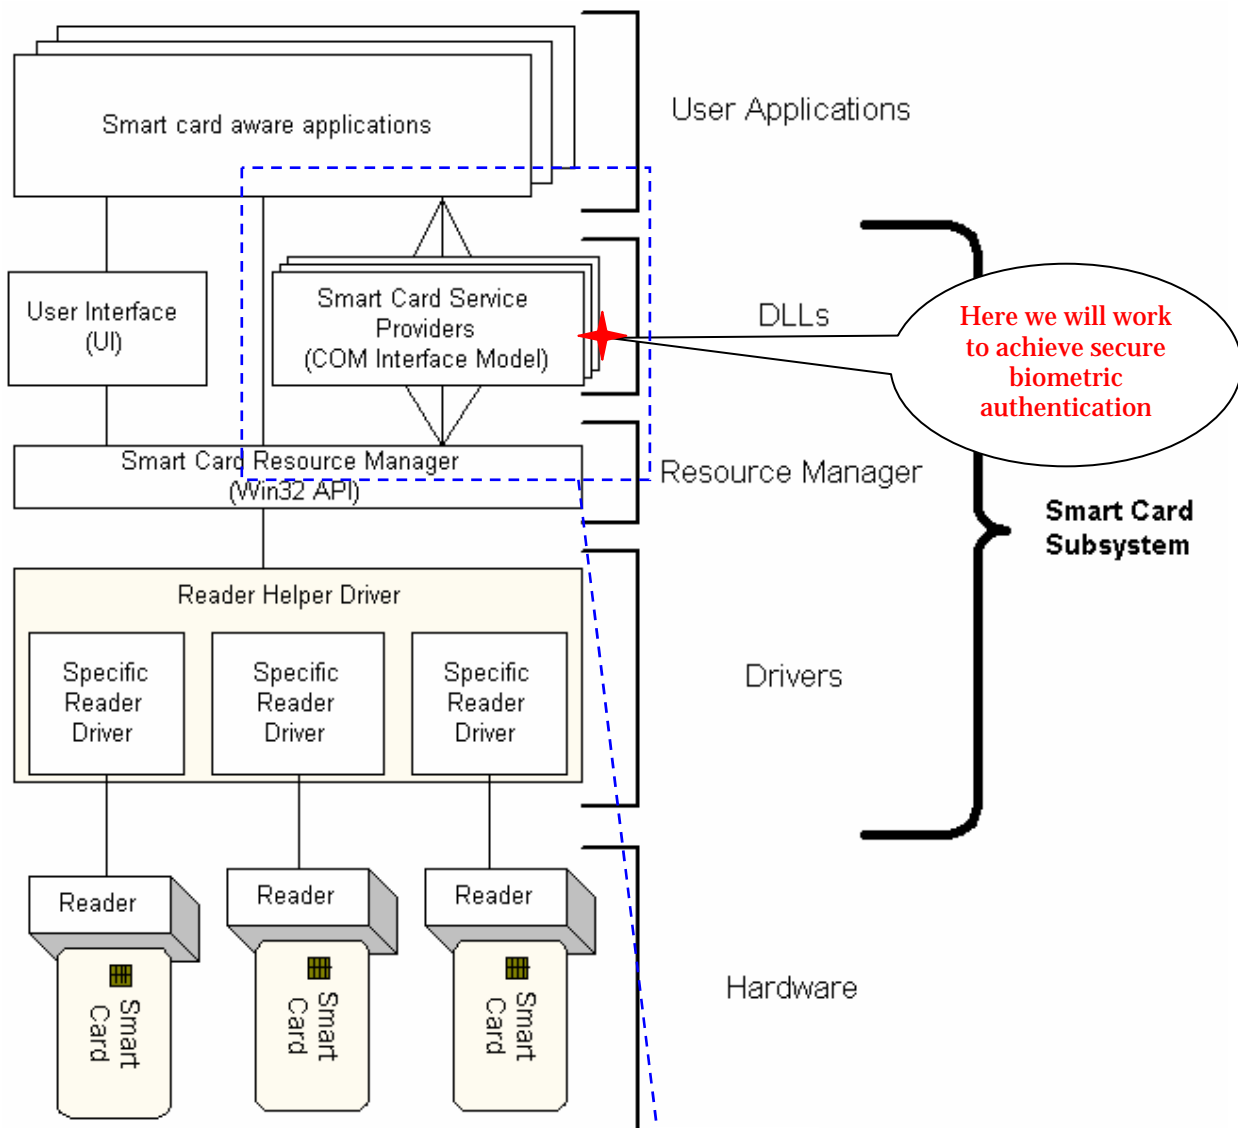 Smart card aware applications
User Applications
User Interface
(UI)
Smart Card Service
Providers
(COM Interface Model)
DLLs
Here we will work
to achieve secure
biometric
authentication
Smart Card Resource Manager
(Win32 API)
Resource Manager
Smart Card
Subsystem
Reader Helper Driver
Specific
Reader
Driver
Specific
Reader
Driver
Specific
Reader
Driver
Drivers
Reader
Reader
Reader
Smart
Card
Smart
Card
Smart
Card
Hardware